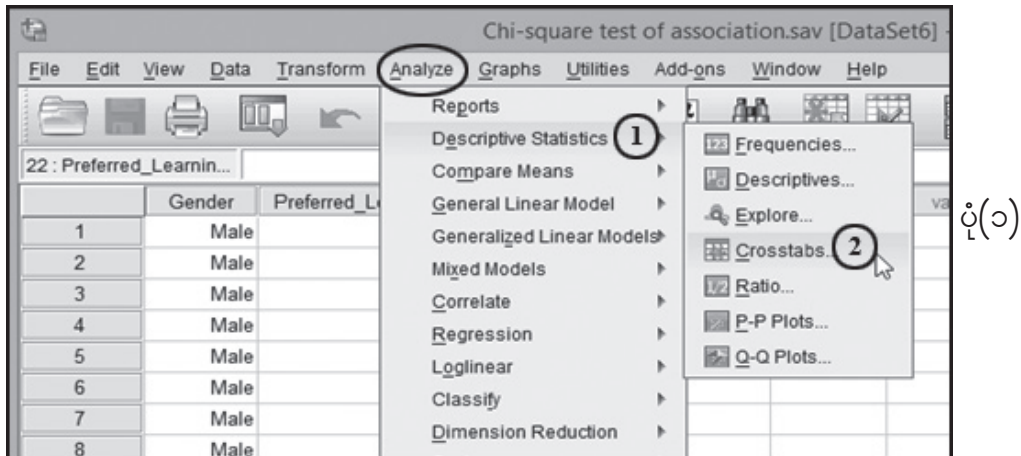 Chi-square test of association.sav [DataSet6] -
File Edit View Data Transform Analyze Graphs Utilities Add-ons Window Help
22 : Preferred_Learnin...
Gender Preferred_L
1 Male
2 Male
3 Male
4 Male
5 Male
6 Male
7 Male
8 Male
Reports
Descriptive Statistics 1
Compare Means
General Linear Model
Generalized Linear Models
Mixed Models
Correlate
Regression
Loglinear
Classify
Dimension Reduction
Frequencies...
Descriptives...
Explore...
Crosstabs... 2
Ratio...
P-P Plots...
Q-Q Plots...
va
ပုံ(၁)